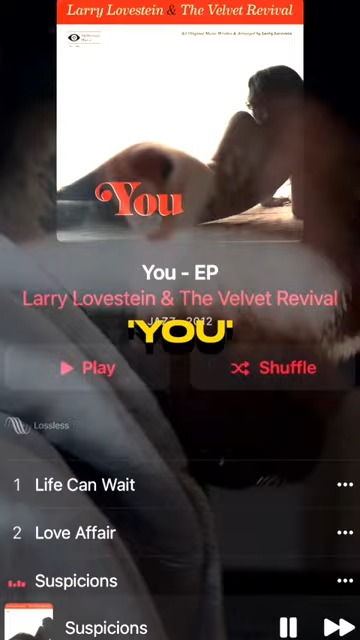 Larry Lovestein & The Velvet Revival
All Original Music Written & Arranged by Larry Lovestein
You
You - EP
Larry Lovestein & The Velvet Revival
JAZZ · 2012
'YOU'
Play
Shuffle
Lossless
1 Life Can Wait
2 Love Affair
Suspicions
Suspicions